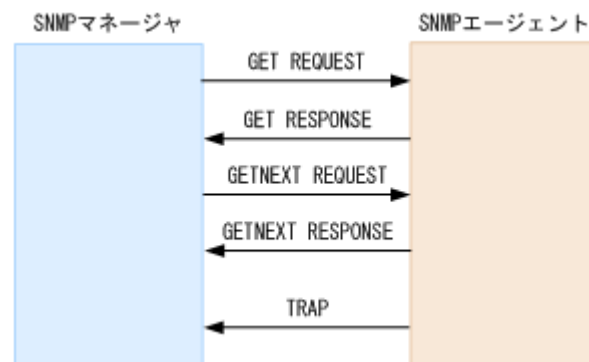 SNMPマネージャ
SNMPエージェント
GET REQUEST
GET RESPONSE
GETNEXT REQUEST
GETNEXT RESPONSE
TRAP